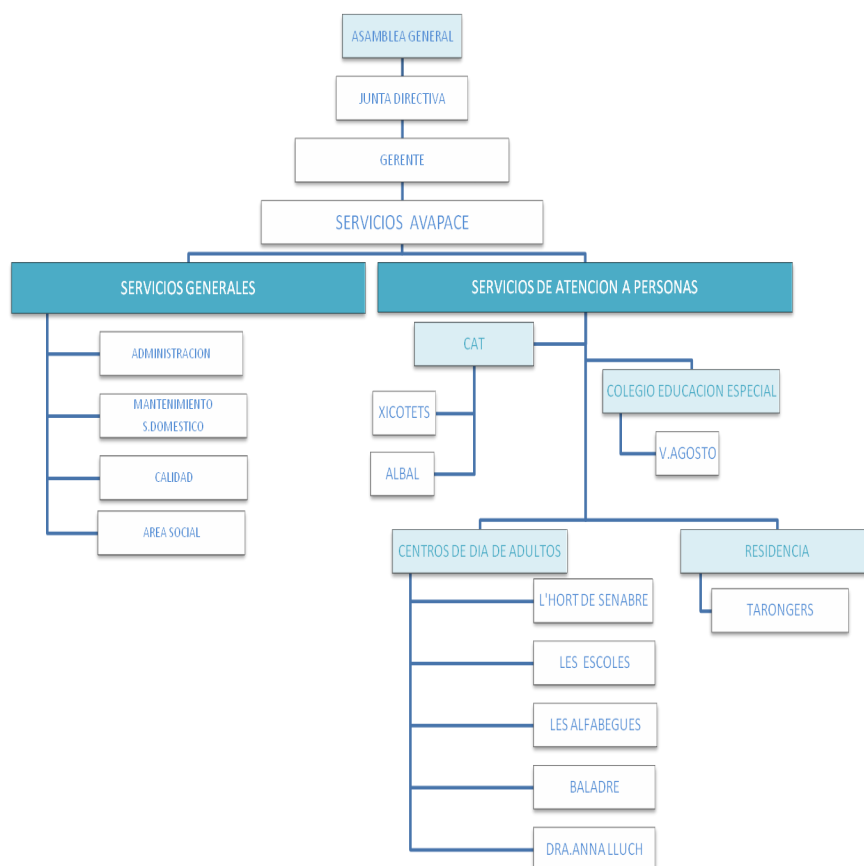 ASAMBLEA GENERAL
JUNTA DIRECTIVA
GERENTE
SERVICIOS AVAPACE
SERVICIOS GENERALES
ADMINISTRACION
MANTENIMIENTO
S.DOMESTICO
CALIDAD
AREA SOCIAL
SERVICIOS DE ATENCION A PERSONAS
CAT
XICOTETS
ALBAL
COLEGIO EDUCACION ESPECIAL
V.AGOSTO
CENTROS DE DIA DE ADULTOS
L'HORT DE SENABRE
LES ESCOLES
LES ALFABEGUES
BALADRE
DRA.ANNA LLUCH
RESIDENCIA
TARONGERS